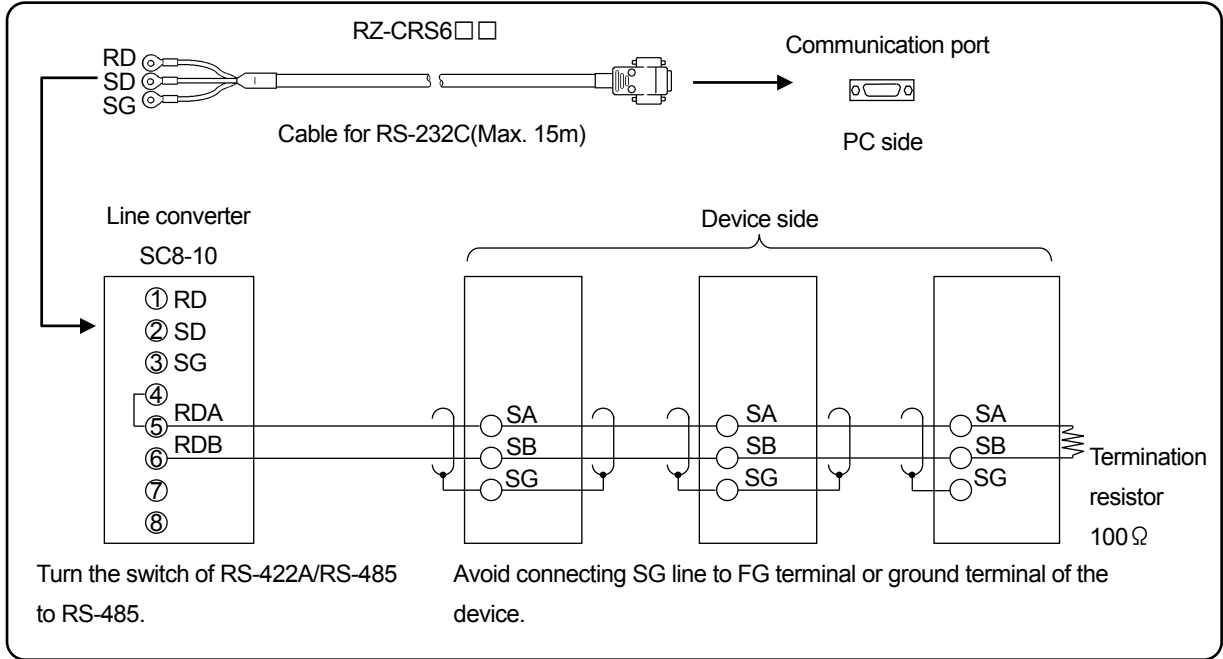 RZ-CRS6□□
RD
SD
SG
Communication port
Cable for RS-232C(Max. 15m)
PC side
Line converter
SC8-10
Device side
① RD
② SD
③ SG
④
⑤ RDA
⑥ RDB
⑦
⑧
SA
SB
SG
SA
SB
SG
SA
SB
SG
Termination
resistor
100Ω
Turn the switch of RS-422A/RS-485
to RS-485.
Avoid connecting SG line to FG terminal or ground terminal of the
device.